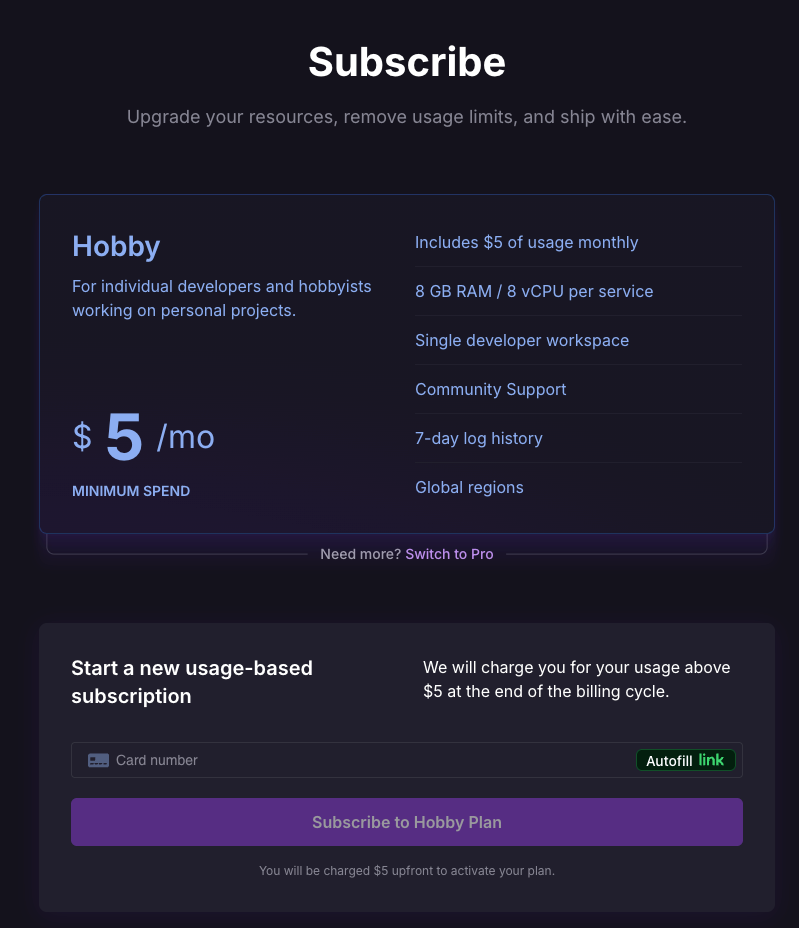 Subscribe
Upgrade your resources, remove usage limits, and ship with ease.
Hobby
For individual developers and hobbyists
working on personal projects.
$ 5 /mo
MINIMUM SPEND
Includes $5 of usage monthly
8 GB RAM / 8 vCPU per service
Single developer workspace
Community Support
7-day log history
Global regions
Need more? Switch to Pro
Start a new usage-based
subscription
We will charge you for your usage above
$5 at the end of the billing cycle.
Card number
Autofill link
Subscribe to Hobby Plan
You will be charged $5 upfront to activate your plan.